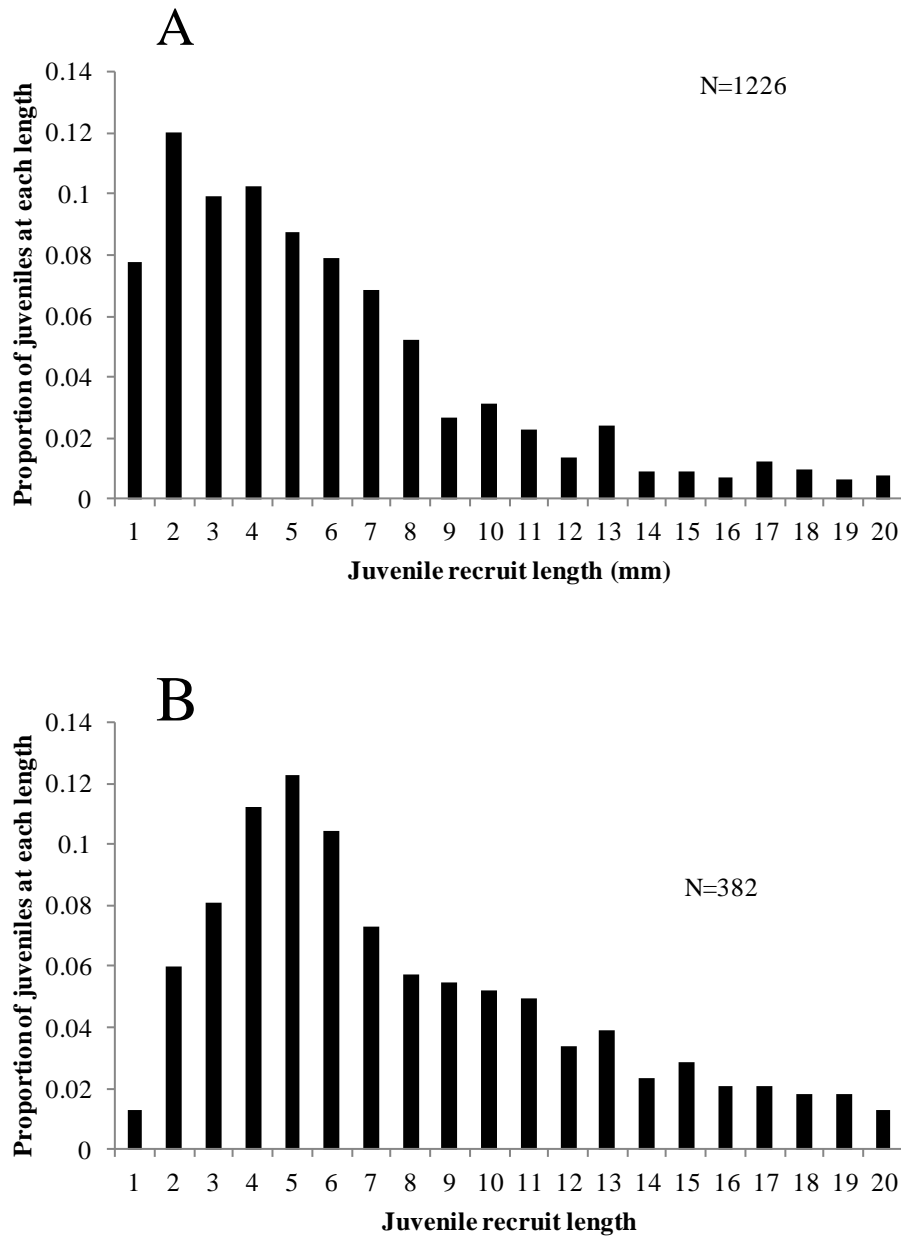 A
0.14
N=1226
0.12
0.1
0.08
0.06
0.04
0.02
0
Proportion of juveniles at each length
1 2 3 4 5 6 7 8 9 10 11 12 13 14 15 16 17 18 19 20
Juvenile recruit length (mm)
B
0.14
0.12
0.1
N=382
0.08
0.06
0.04
0.02
0
Proportion of juveniles at each length
1 2 3 4 5 6 7 8 9 10 11 12 13 14 15 16 17 18 19 20
Juvenile recruit length